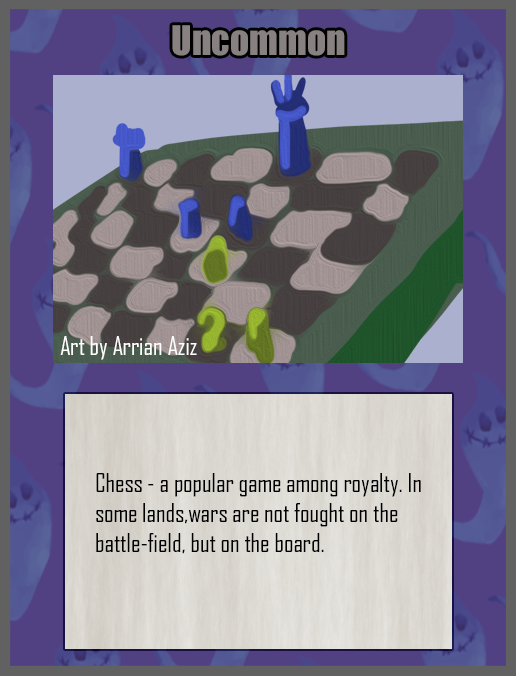 Uncommon
Art by Arrian Aziz
Chess - a popular game among royalty. In
some lands,wars are not fought on the
battle-field, but on the board.